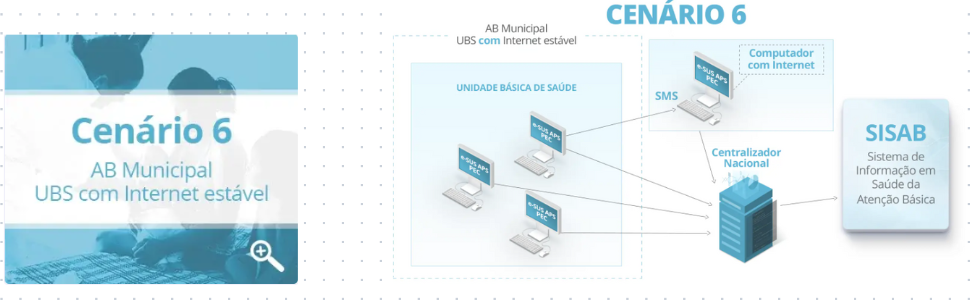 Cenário 6
AB Municipal
UBS com Internet estável
CENÁRIO 6
AB Municipal
UBS com Internet estável
UNIDADE BÁSICA DE SAÚDE
e-SUS APS
PEC
e-SUS APS
PEC
e-SUS APS
PEC
SMS
e-SUS APS
PEC
Computador
com Internet
Centralizador
Nacional
SISAB
Sistema de
Informação em
Saúde da
Atenção Básica